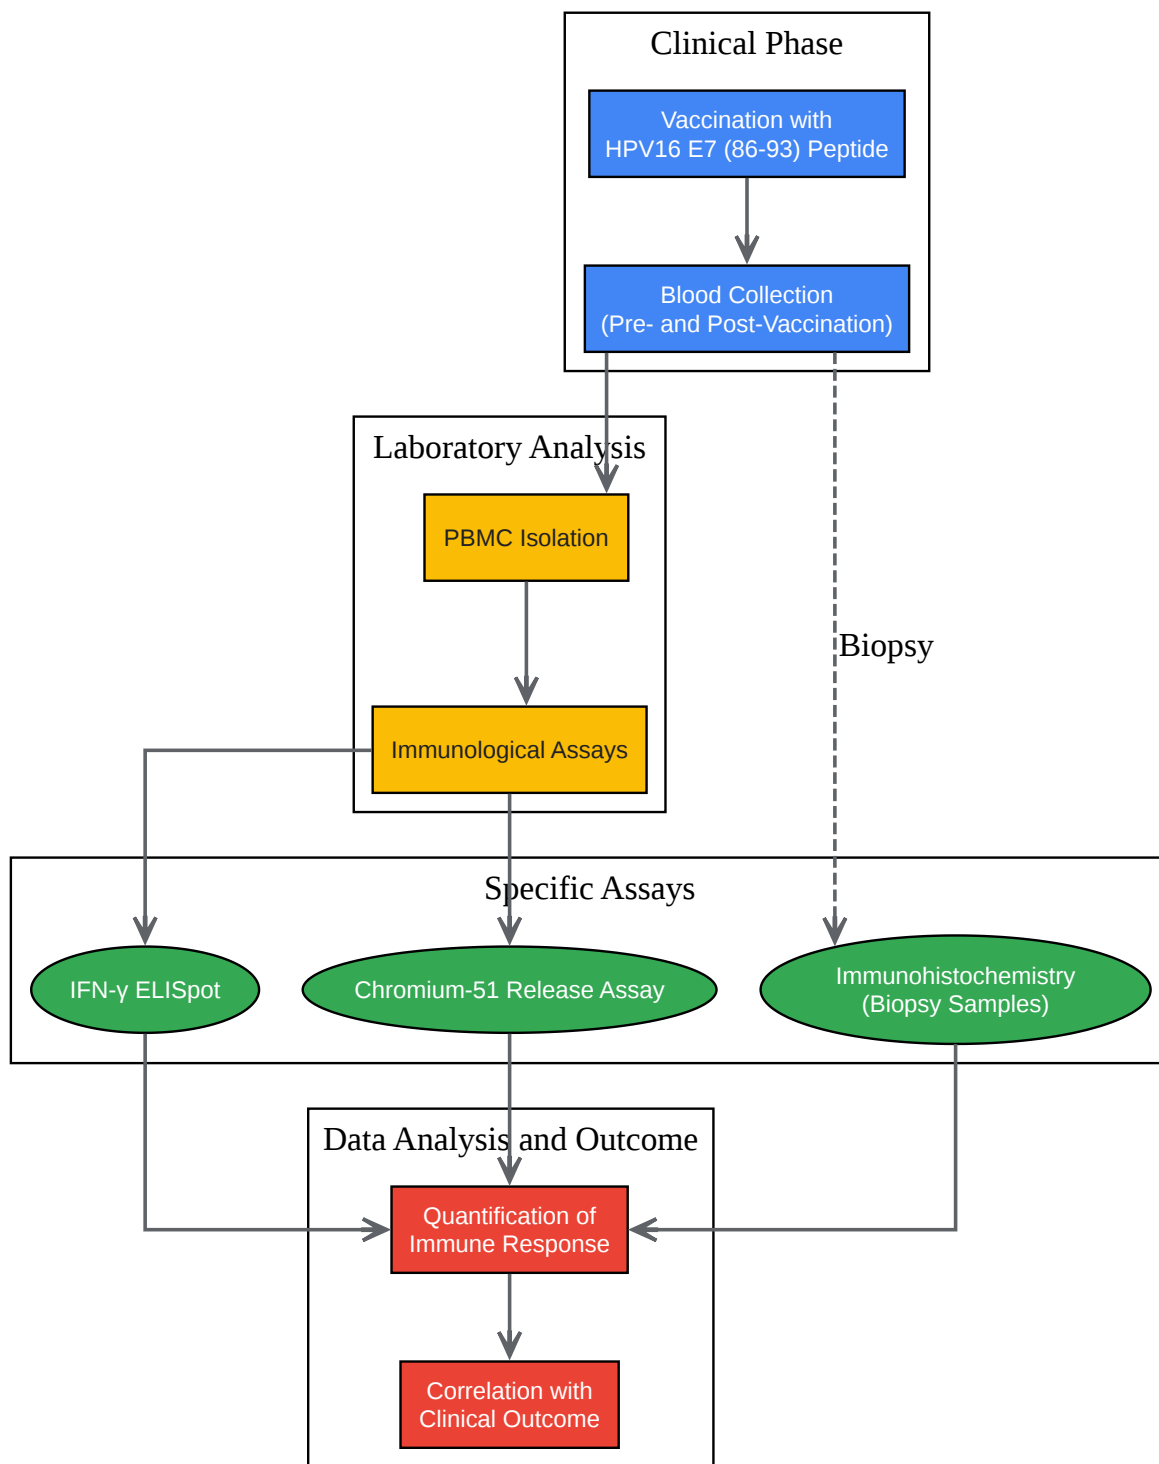 Clinical Phase
Vaccination with
HPV16 E7 (86-93) Peptide
Blood Collection
(Pre- and Post-Vaccination)
Laboratory Analysis
PBMC Isolation
Biopsy
Immunological Assays
Specific Assays
IFN-γ ELISpot
Chromium-51 Release Assay
Immunohistochemistry
(Biopsy Samples)
Data Analysis and Outcome
Quantification of
Immune Response
Correlation with
Clinical Outcome